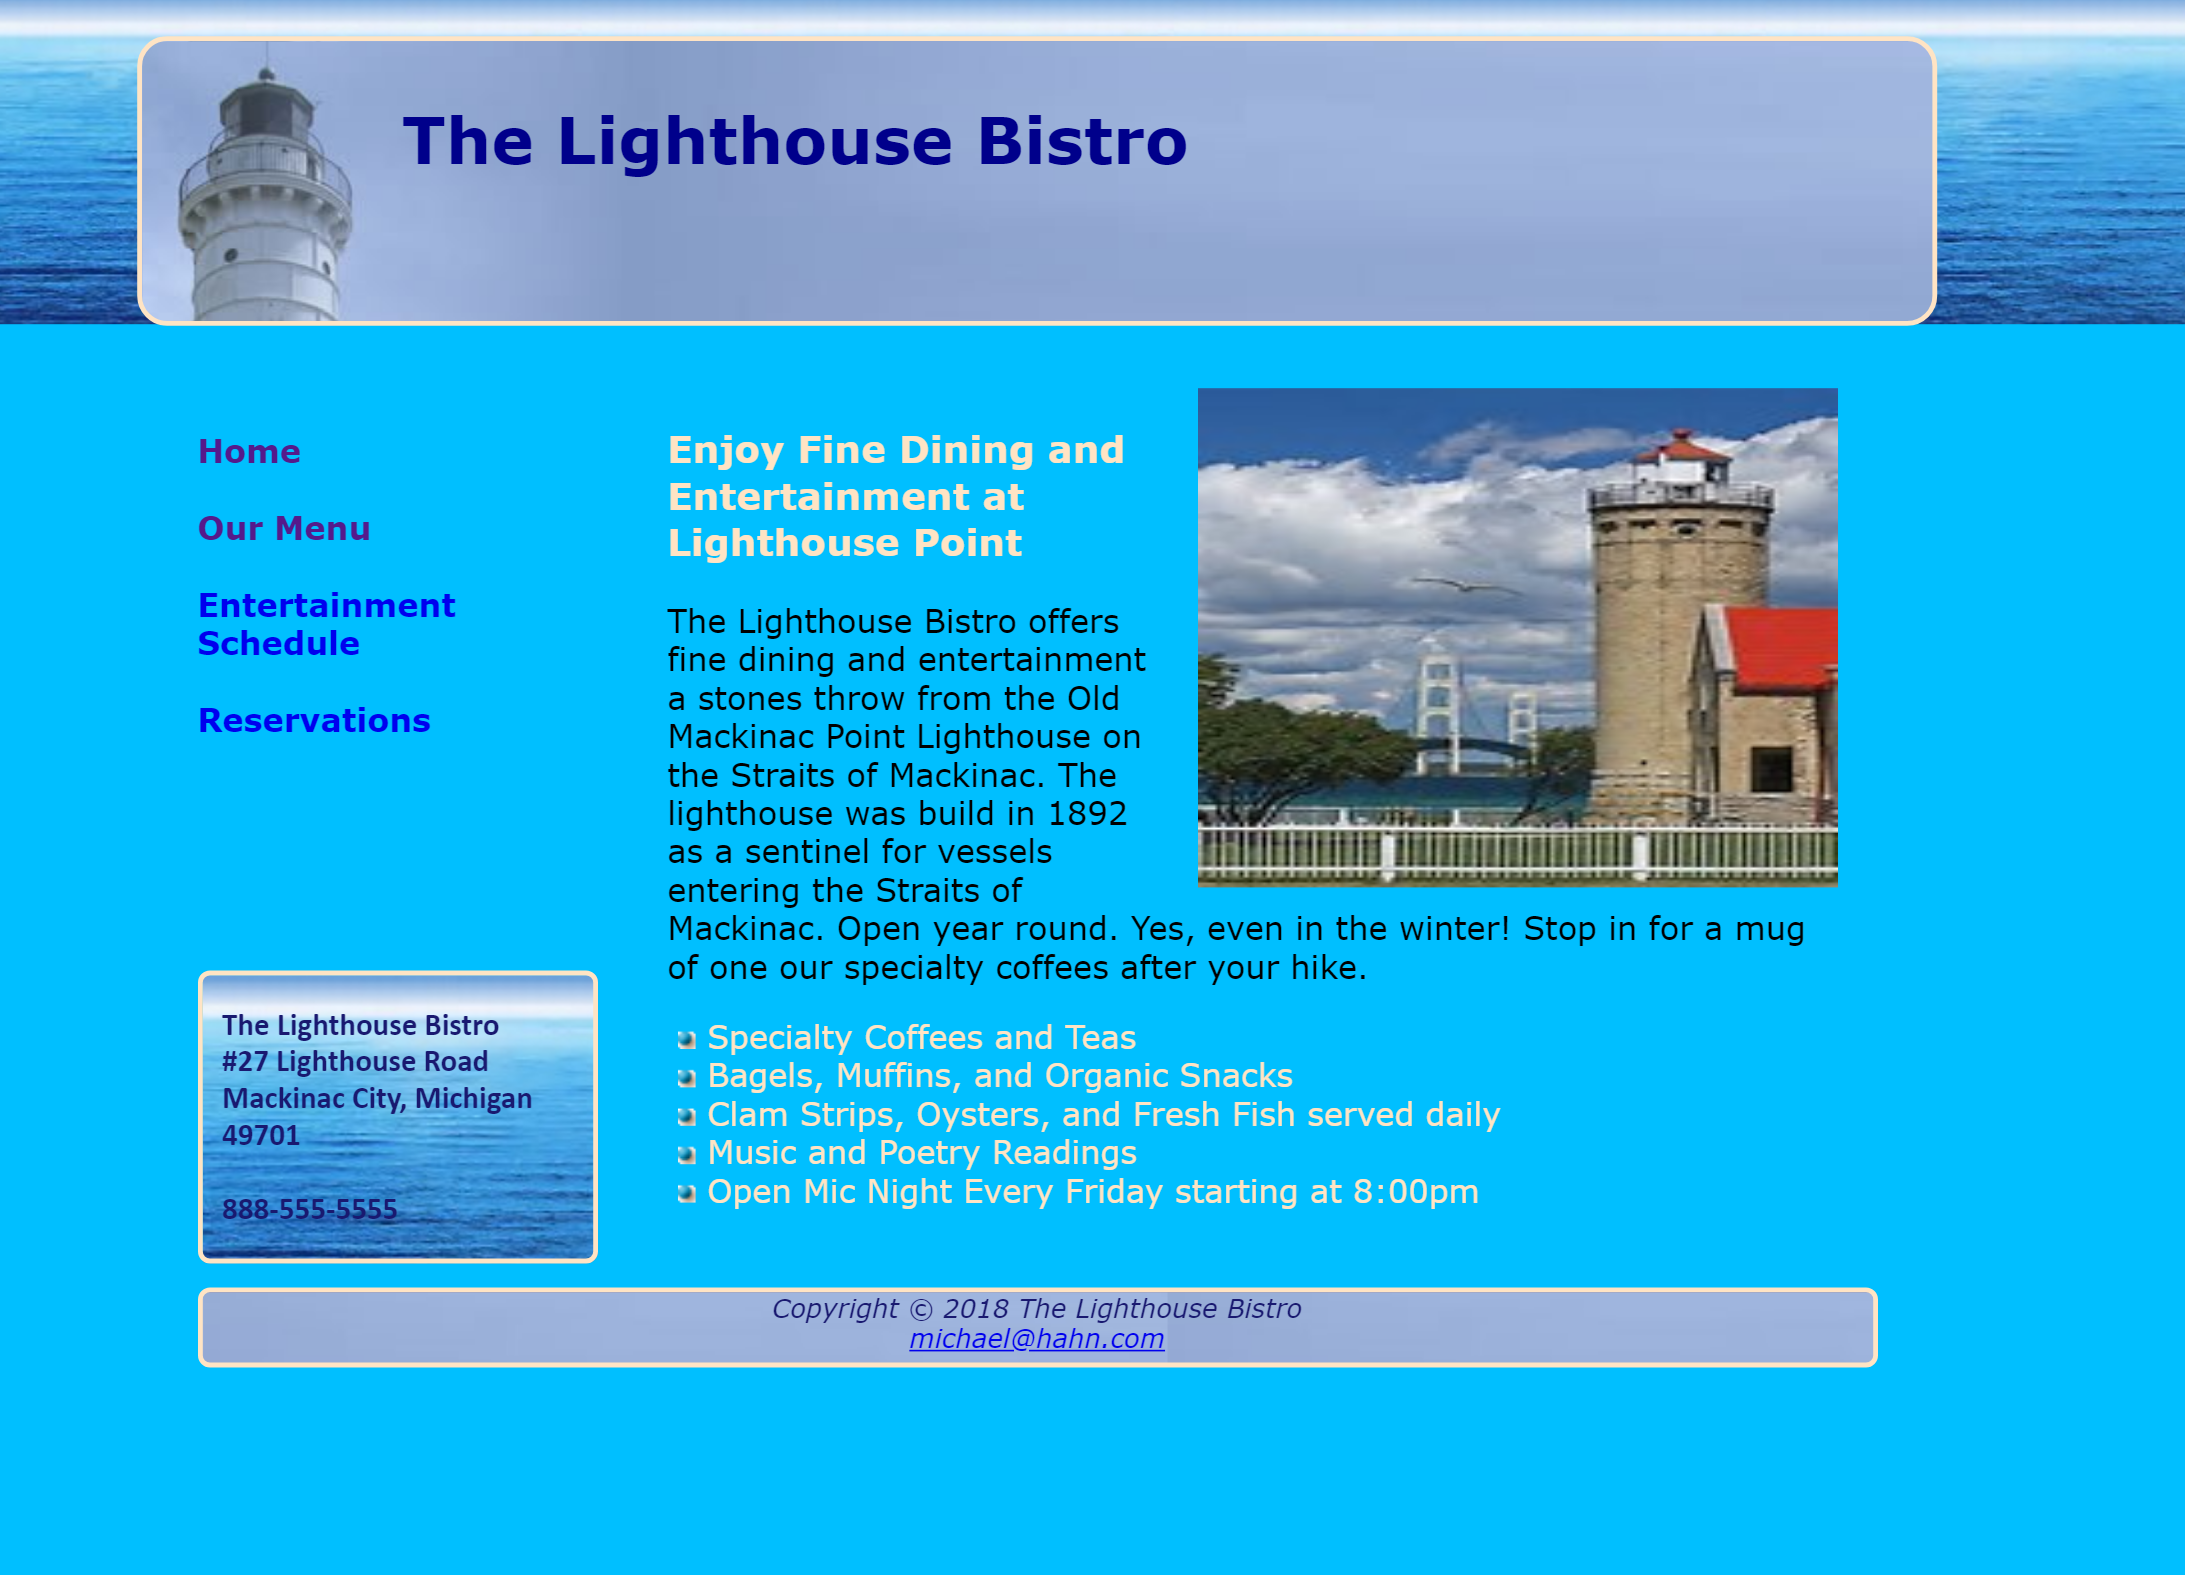 The Lighthouse Bistro
Home
Our Menu
Entertainment
Schedule
Reservations
The Lighthouse Bistro
#27 Lighthouse Road
Mackinac City, Michigan
49701
888-555-5555
Enjoy Fine Dining and
Entertainment at
Lighthouse Point
The Lighthouse Bistro offers
fine dining and entertainment
a stones throw from the Old
Mackinac Point Lighthouse on
the Straits of Mackinac. The
lighthouse was build in 1892
as a sentinel for vessels
entering the Straits of
Mackinac. Open year round. Yes, even in the winter! Stop in for a mug
of one our specialty coffees after your hike.
Specialty Coffees and Teas
Bagels, Muffins, and Organic Snacks
Clam Strips, Oysters, and Fresh Fish served daily
Music and Poetry Readings
Open Mic Night Every Friday starting at 8:00pm
Copyright © 2018 The Lighthouse Bistro
michael@hahn.com